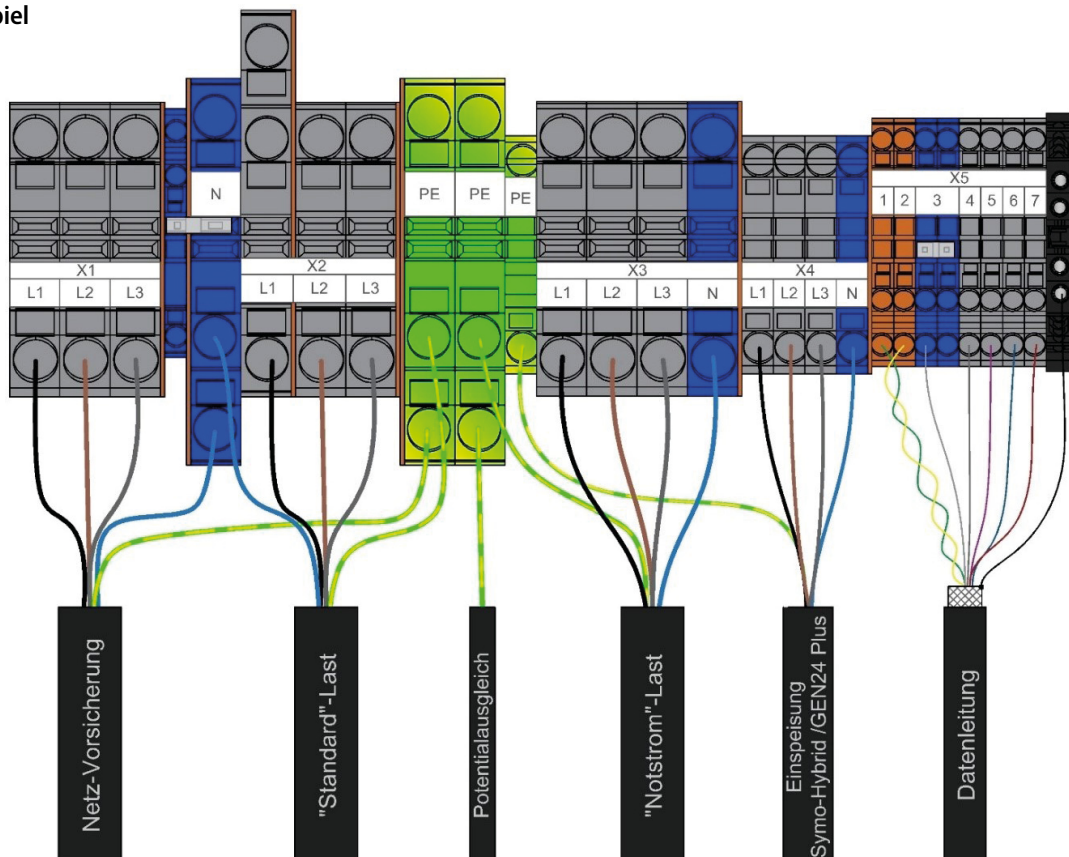 piel
N
PE PE PE
X5
1 2 3 4 5 6 7
X1
L1 L2 L3
X2
L1 L2 L3
X3
L1 L2 L3 N
X4
L1 L2 L3 N
Netz-Vorsicherung
"Standard"-Last
Potentialausgleich
"Notstrom"-Last
Einspeisung
Symo-Hybrid /GEN24 Plus
Datenleitung